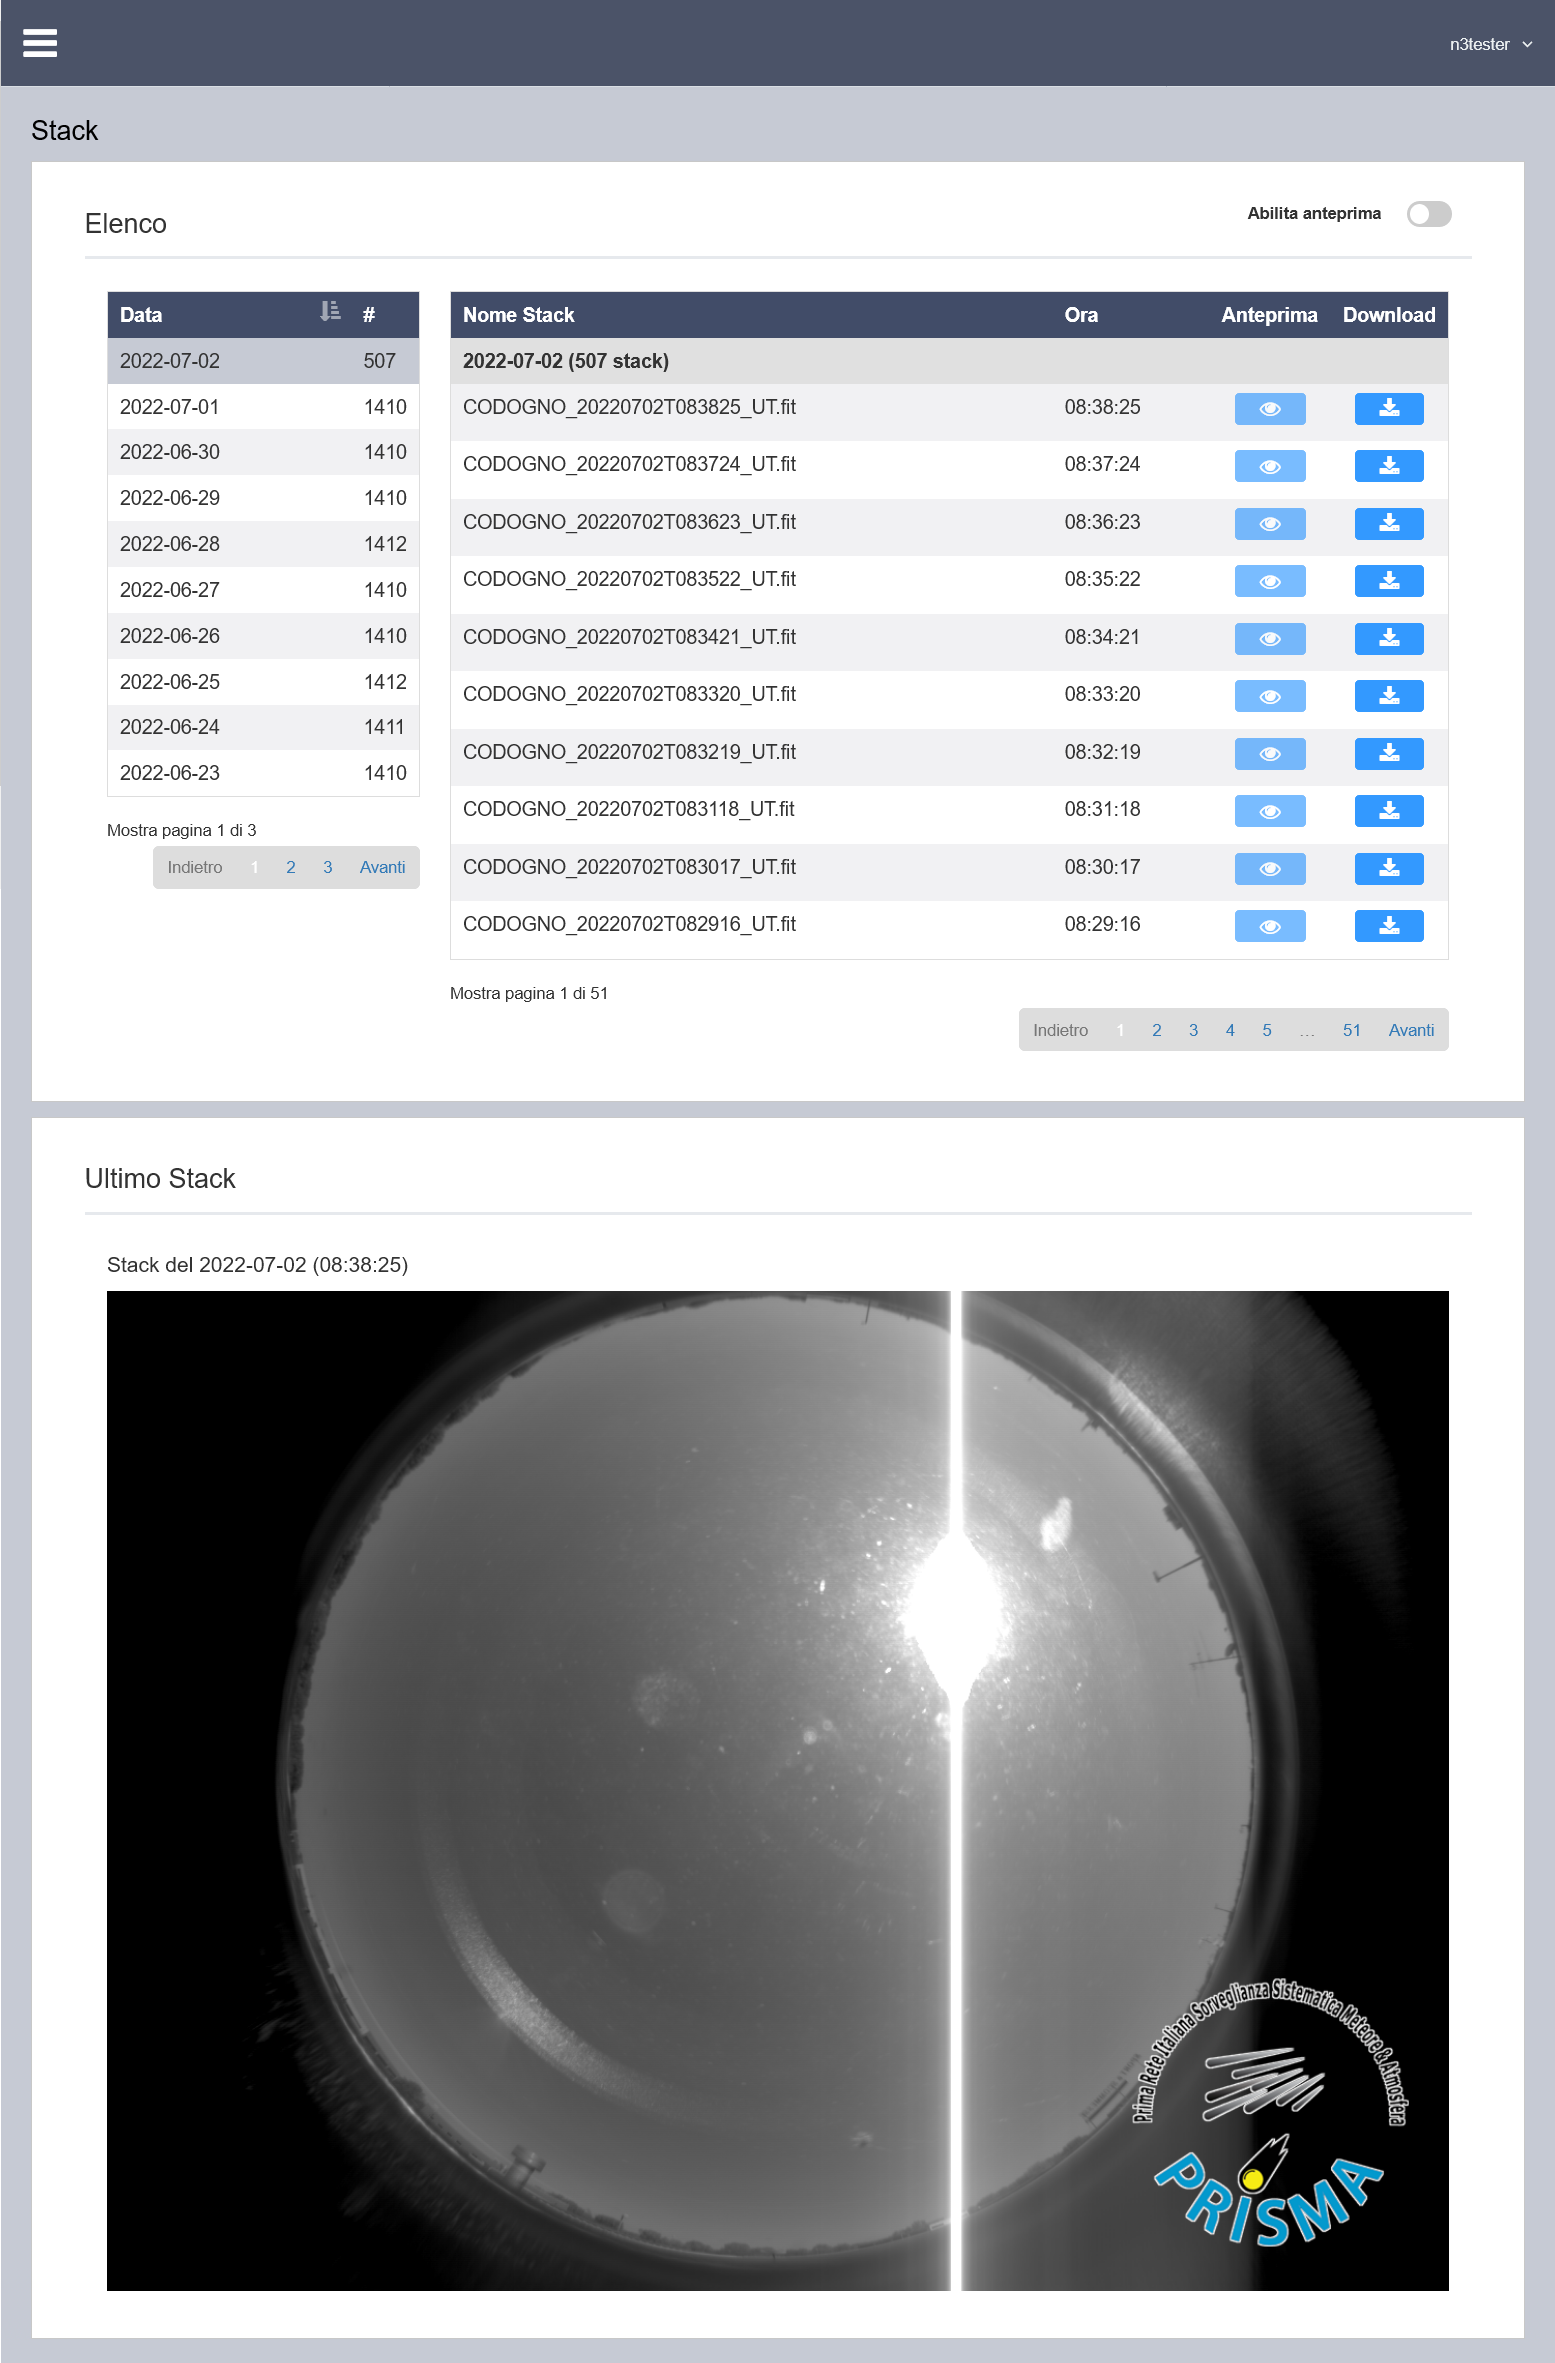 n3tester
Stack
Elenco
Abilita anteprima
Data #
2022-07-02 507
2022-07-01 1410
2022-06-30 1410
2022-06-29 1410
2022-06-28 1412
2022-06-27 1410
2022-06-26 1410
2022-06-25 1412
2022-06-24 1411
2022-06-23 1410
Mostra pagina 1 di 3
Indietro 1 2 3 Avanti
Nome Stack Ora Anteprima Download
2022-07-02 (507 stack)
CODOGNO_20220702T083825_UT.fit 08:38:25
CODOGNO_20220702T083724_UT.fit 08:37:24
CODOGNO_20220702T083623_UT.fit 08:36:23
CODOGNO_20220702T083522_UT.fit 08:35:22
CODOGNO_20220702T083421_UT.fit 08:34:21
CODOGNO_20220702T083320_UT.fit 08:33:20
CODOGNO_20220702T083219_UT.fit 08:32:19
CODOGNO_20220702T083118_UT.fit 08:31:18
CODOGNO_20220702T083017_UT.fit 08:30:17
CODOGNO_20220702T082916_UT.fit 08:29:16
Mostra pagina 1 di 51
Indietro 1 2 3 4 5 … 51 Avanti
Ultimo Stack
Stack del 2022-07-02 (08:38:25)
Prima Rete Italiana Sorveglianza Sistematica Meteore & Atmosfera
PRISMA